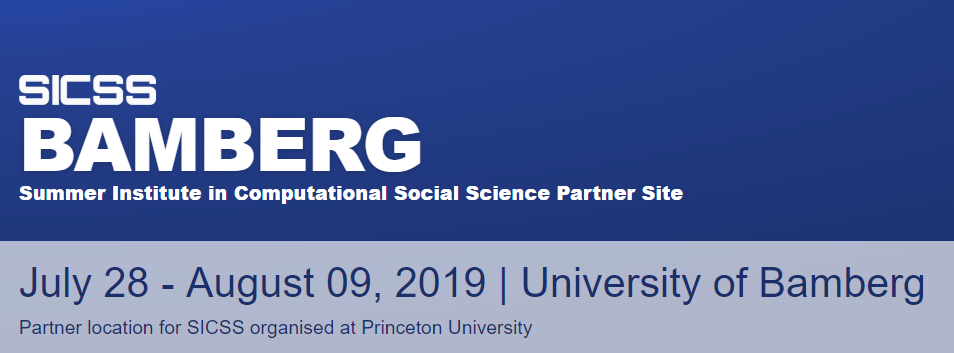 SICSS
BAMBERG
Summer Institute in Computational Social Science Partner Site
July 28 - August 09, 2019 | University of Bamberg
Partner location for SICSS organised at Princeton University